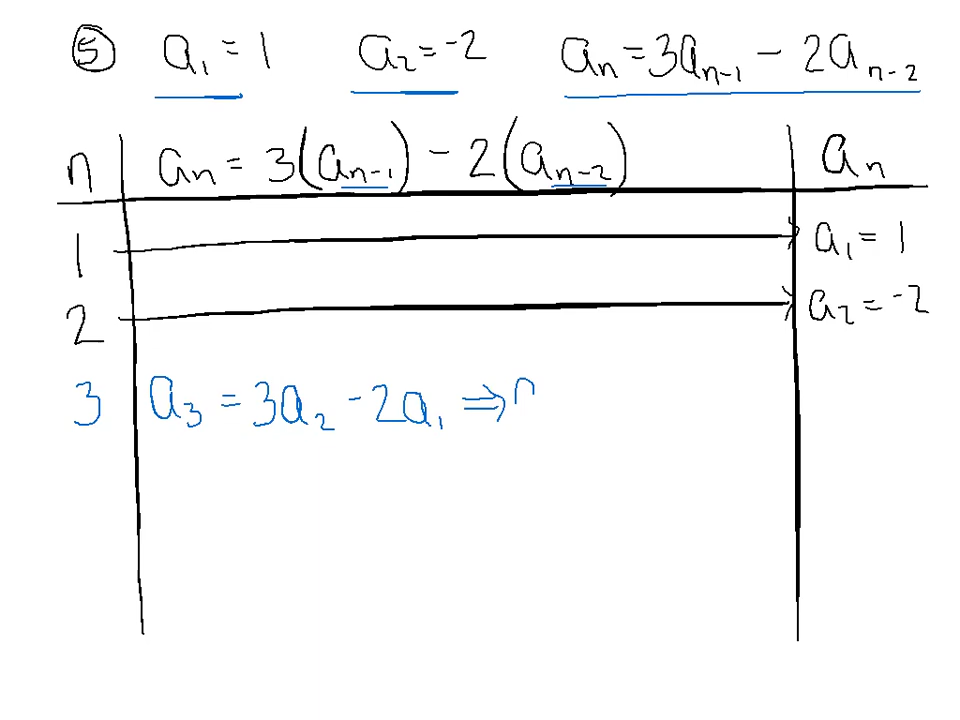 ⑤ a₁ = 1 a₂ = -2 aₙ = 3aₙ₋₁ - 2aₙ₋₂
n aₙ = 3(aₙ₋₁) - 2(aₙ₋₂) aₙ
1 a₁ = 1
2 a₂ = -2
3 a₃ = 3a₂ - 2a₁ ⇒